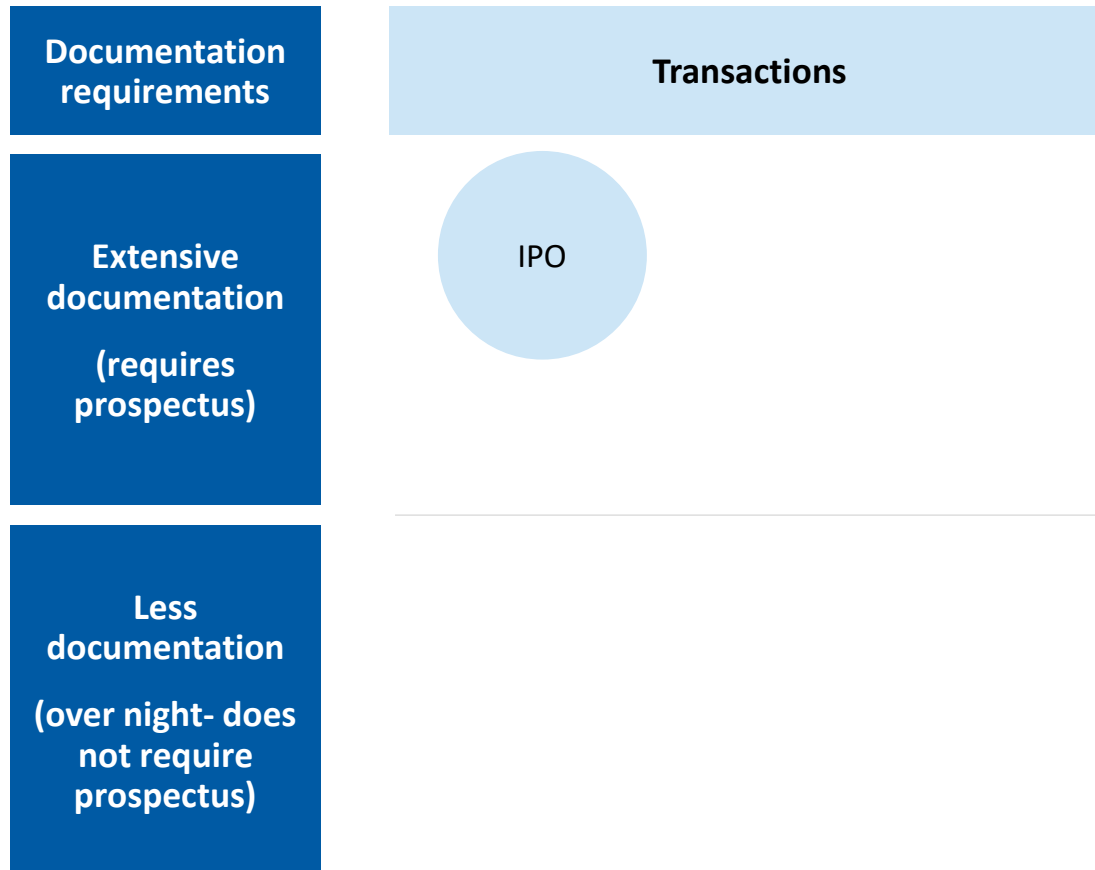 Documentation
requirements
Transactions
Extensive
documentation
(requires
prospectus)
IPO
Less
documentation
(over night- does
not require
prospectus)